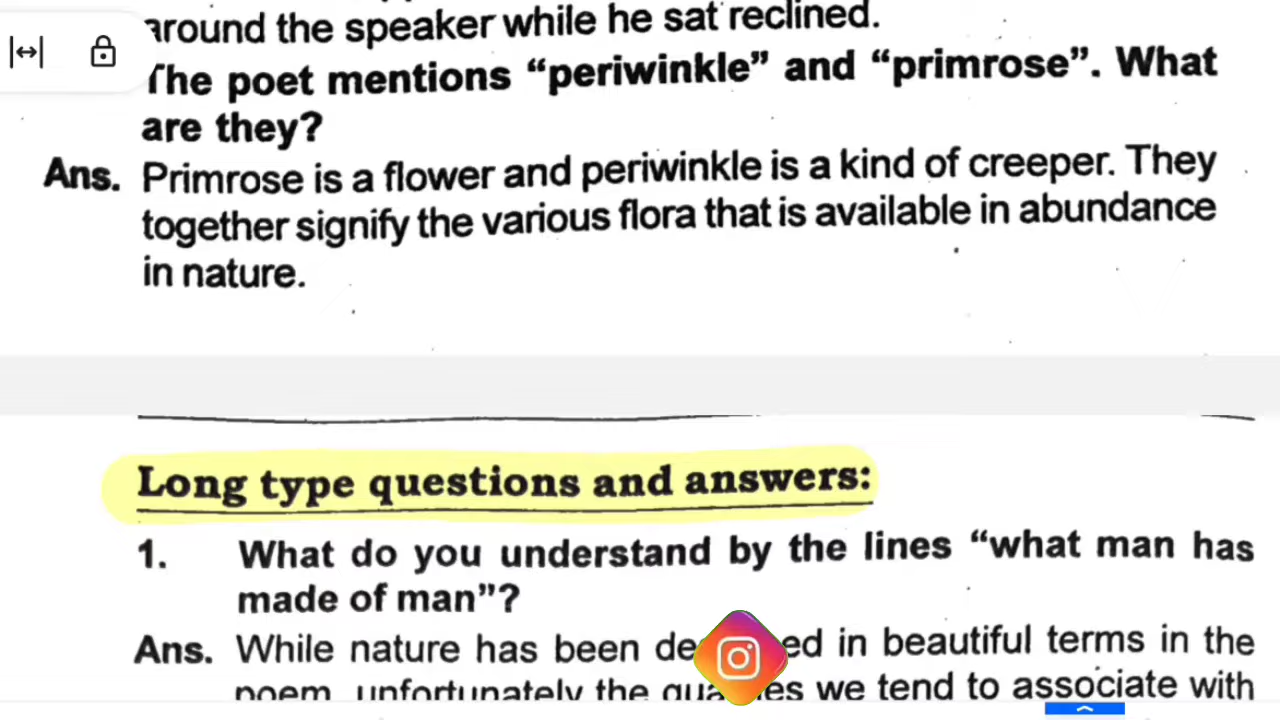 around the speaker while he sat reclined.
The poet mentions “periwinkle” and “primrose”. What
are they?
Ans. Primrose is a flower and periwinkle is a kind of creeper. They
together signify the various flora that is available in abundance
in nature.
Long type questions and answers:
1. What do you understand by the lines “what man has
made of man”?
Ans. While nature has been in beautiful terms in the
poem, unfortunately the we tend to associate with